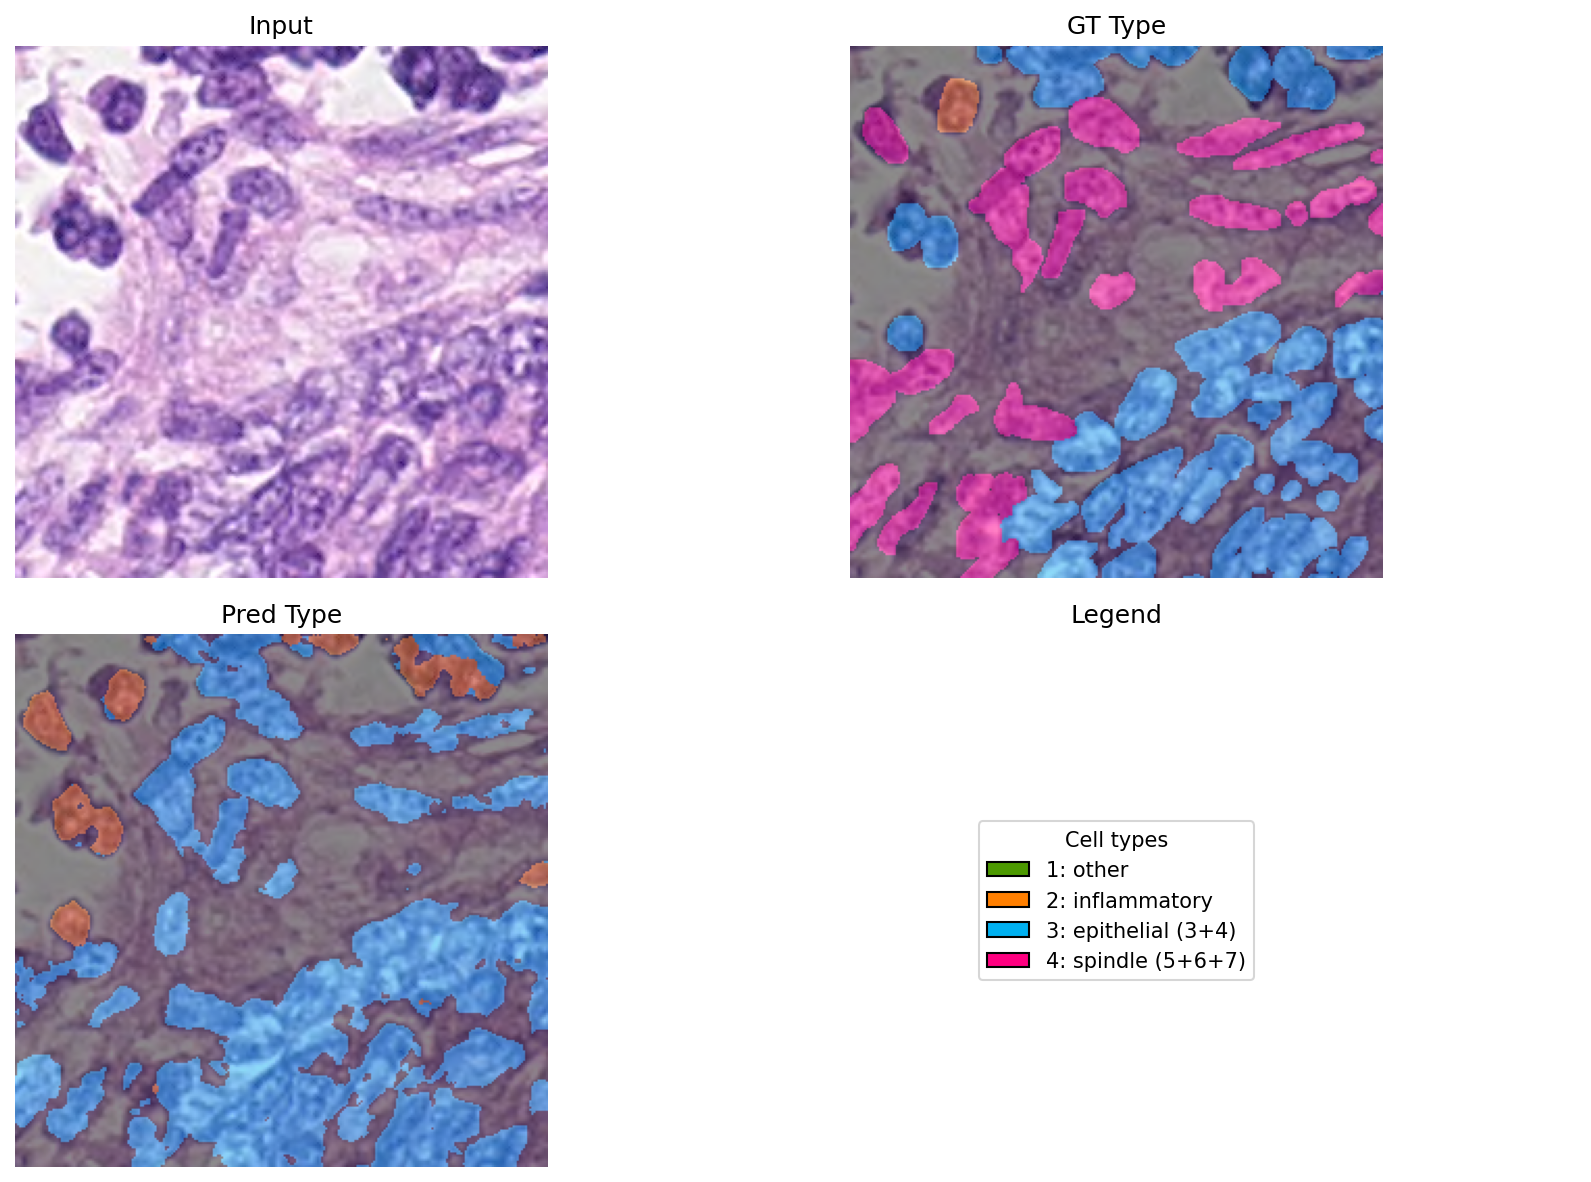 Input
GT Type
Pred Type
Legend
Cell types
1: other
2: inflammatory
3: epithelial (3+4)
4: spindle (5+6+7)